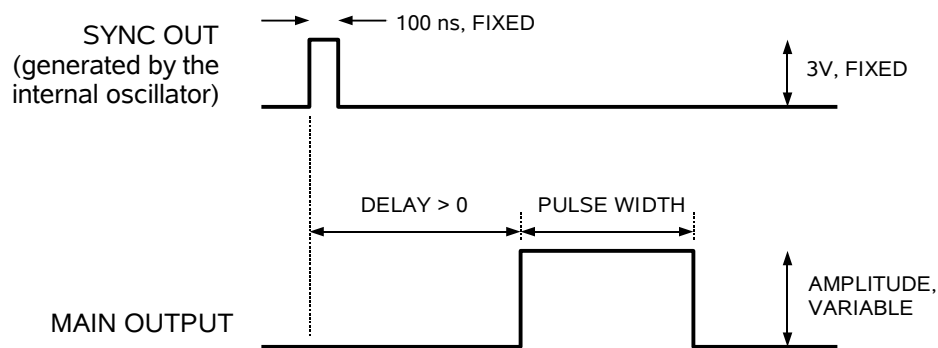 100 ns, FIXED
SYNC OUT
(generated by the
internal oscillator)
3V, FIXED
DELAY > 0
PULSE WIDTH
AMPLITUDE,
VARIABLE
MAIN OUTPUT